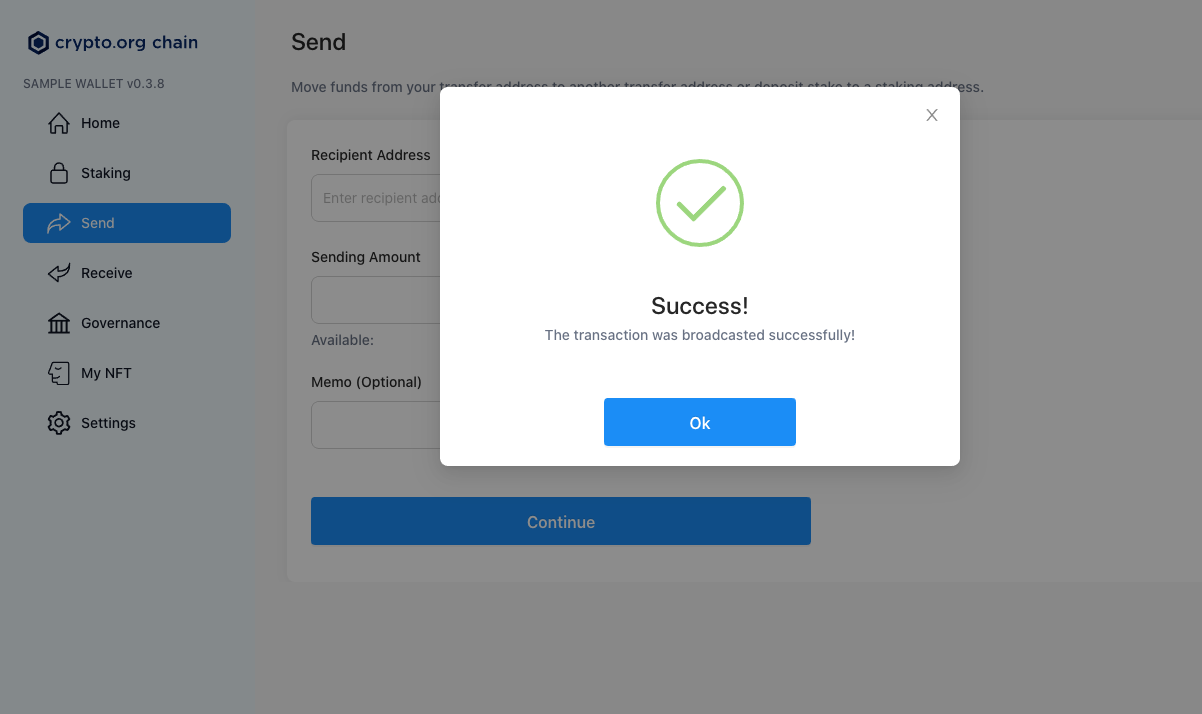 crypto.org chain
SAMPLE WALLET v0.3.8
Home
Staking
Send
Receive
Governance
My NFT
Settings
Send
Move funds from your transfer address to another transfer address or deposit stake to a staking address.
Recipient Address
Enter recipient add
Sending Amount
Available:
Memo (Optional)
Continue
Success!
The transaction was broadcasted successfully!
Ok